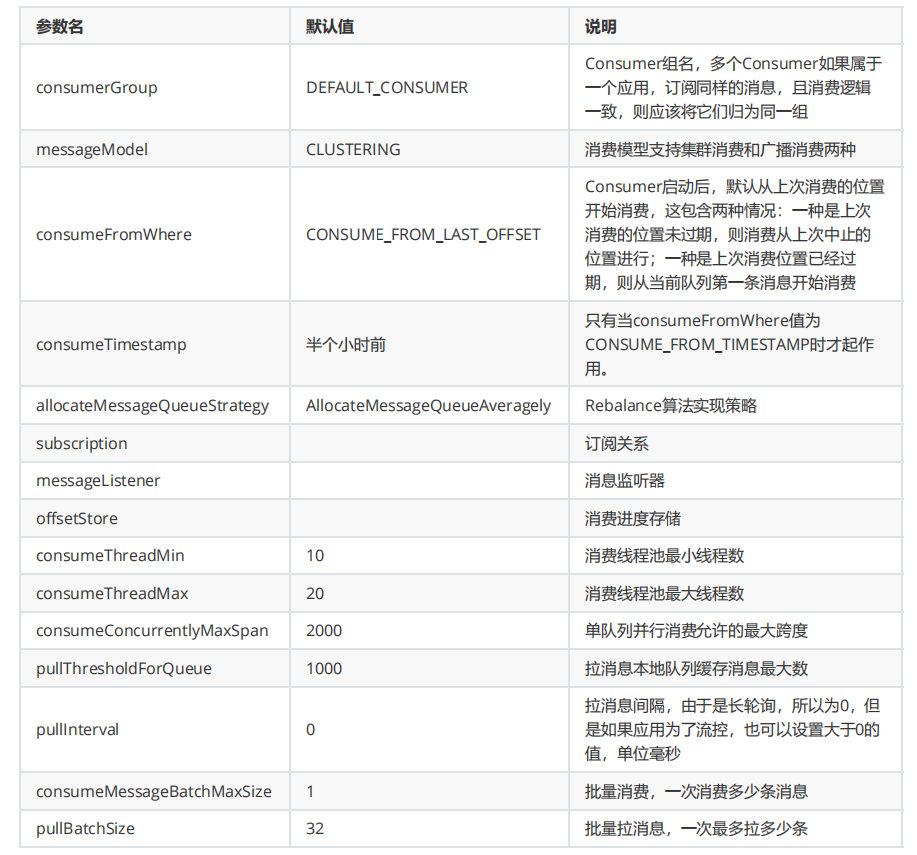 参数名 默认值 说明
consumerGroup DEFAULT_CONSUMER Consumer组名，多个Consumer如果属于
一个应用，订阅同样的消息，且消费逻辑
一致，则应该将它们归为同一组
messageModel CLUSTERING 消费模型支持集群消费和广播消费两种
consumeFromWhere CONSUME_FROM_LAST_OFFSET Consumer启动后，默认从上次消费的位置
开始消费，这包含两种情况：一种是上次
消费的位置未过期，则消费从上次中止的
位置进行；一种是上次消费位置已经过
期，则从当前队列第一条消息开始消费
consumeTimestamp 半个小时前 只有当consumeFromWhere值为
CONSUME_FROM_TIMESTAMP时才起作
用。
allocateMessageQueueStrategy AllocateMessageQueueAveragely Rebalance算法实现策略
subscription 订阅关系
messageListener 消息监听器
offsetStore 消费进度存储
consumeThreadMin 10 消费线程池最小线程数
consumeThreadMax 20 消费线程池最大线程数
consumeConcurrentlyMaxSpan 2000 单队列并行消费允许的最大跨度
pullThresholdForQueue 1000 拉消息本地队列缓存消息最大数
pullInterval 0 拉消息间隔，由于是长轮询，所以为0，但
是如果应用为了流控，也可以设置大于0的
值，单位毫秒
consumeMessageBatchMaxSize 1 批量消费，一次消费多少条消息
pullBatchSize 32 批量拉消息，一次最多拉多少条